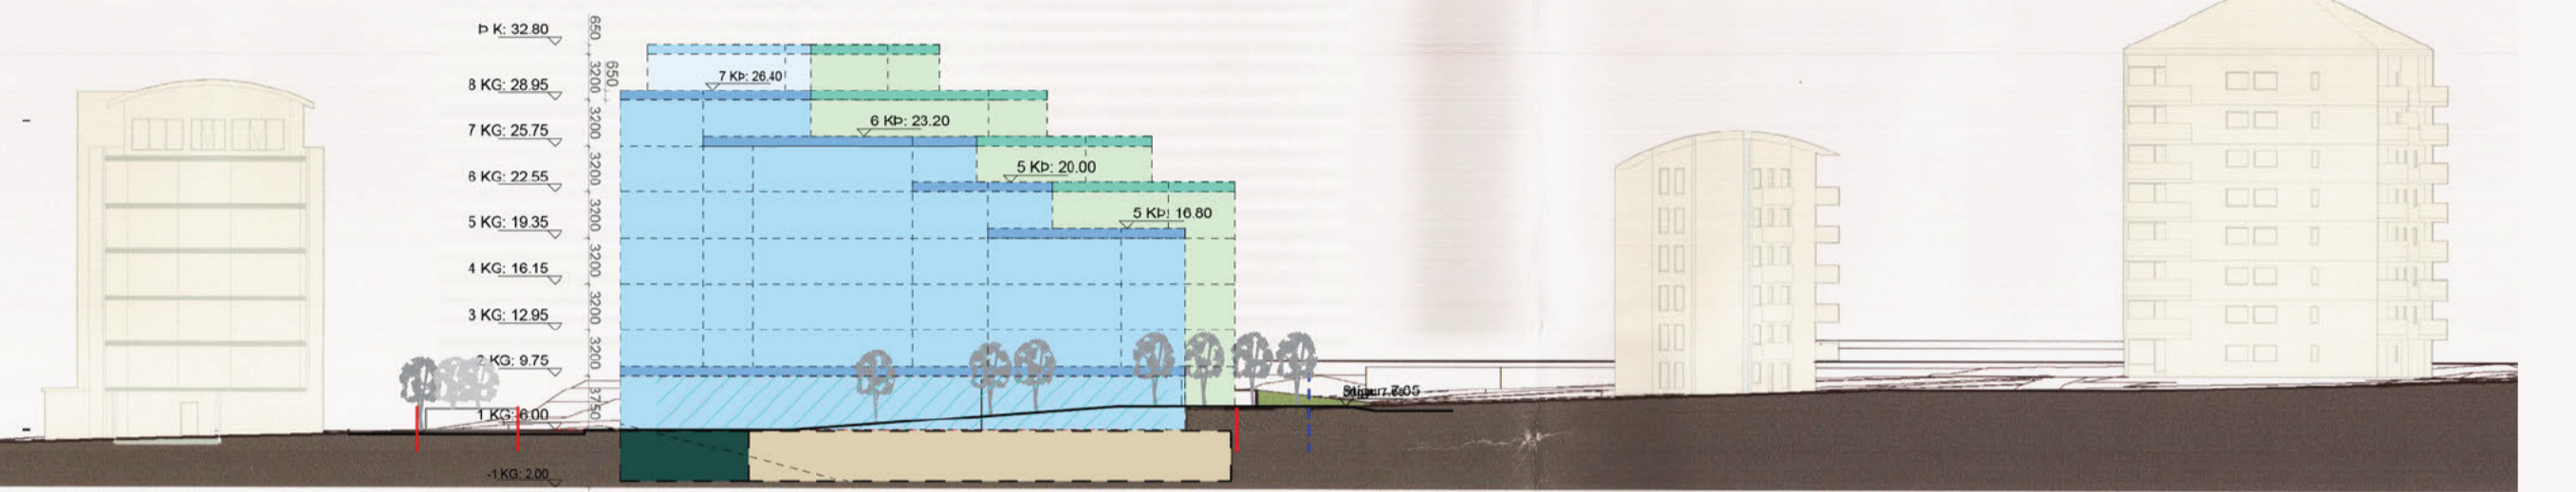 Þ K: 32.80
8 KG: 28.95
7 KG: 25.75
6 KG: 22.55
5 KG: 19.35
4 KG: 16.15
3 KG: 12.95
KG: 9.75
1 KG: 6.00
-1 KG: 2.00
650
3200
650
3200
3200
3200
3200
3200
3200
3750
7 KÞ: 26.40
6 KÞ: 23.20
5 KÞ: 20.00
5 KÞ: 16.80